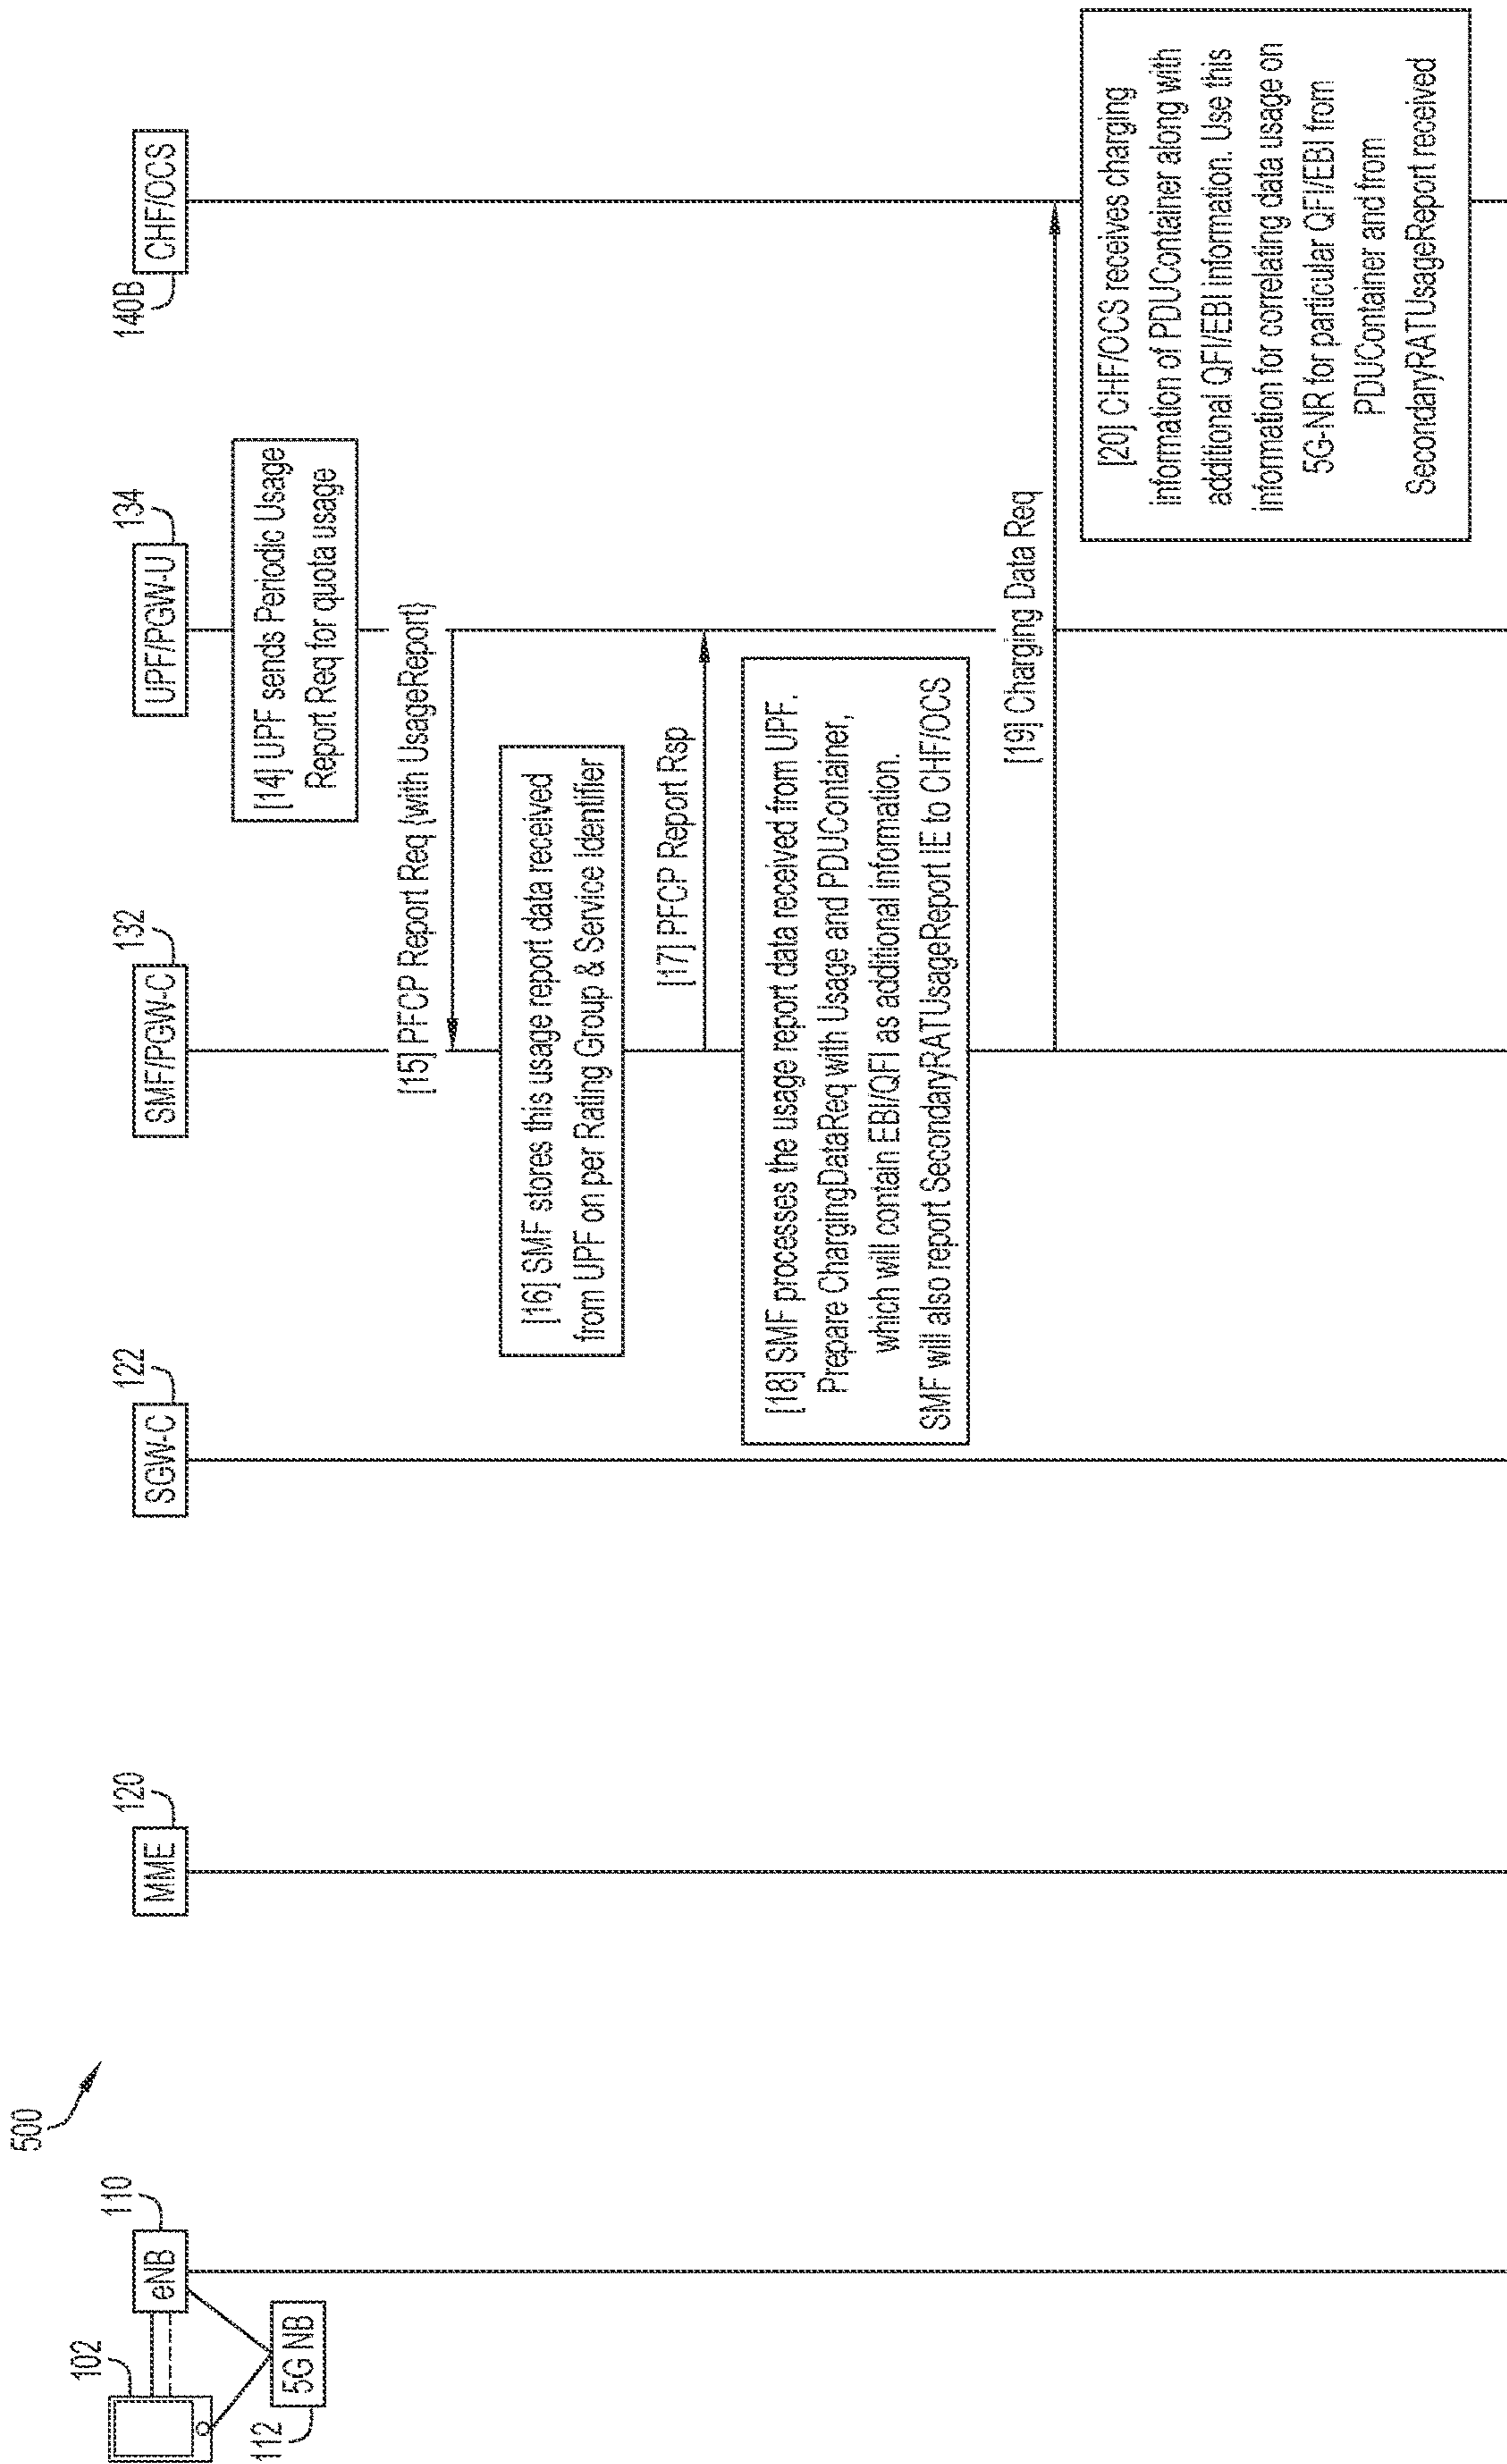 500
102
110
eNB
5G NB
112
MME
120
SGW-C
122
SMF/PGW-C
132
UPF/PGW-U
134
CHF/OCS
140B
[14] UPF sends Periodic Usage
Report Req for quota usage
[15] PFCP Report Req {with UsageReport}
[16] SMF stores this usage report data received
from UPF on per Rating Group & Service Identifier
[17] PFCP Report Rsp
[18] SMF processes the usage report data received from UPF.
Prepare ChargingDataReq with Usage and PDUContainer,
which will contain EBI/QFI as additional information.
SMF will also report SecondaryRATUsageReport IE to CHF/OCS
[19] Charging Data Req
[20] CHF/OCS receives charging
information of PDUContainer along with
additional QFI/EBI information. Use this
information for correlating data usage on
5G-NR for particular QFI/EBI from
PDUContainer and from
SecondaryRATUsageReport received